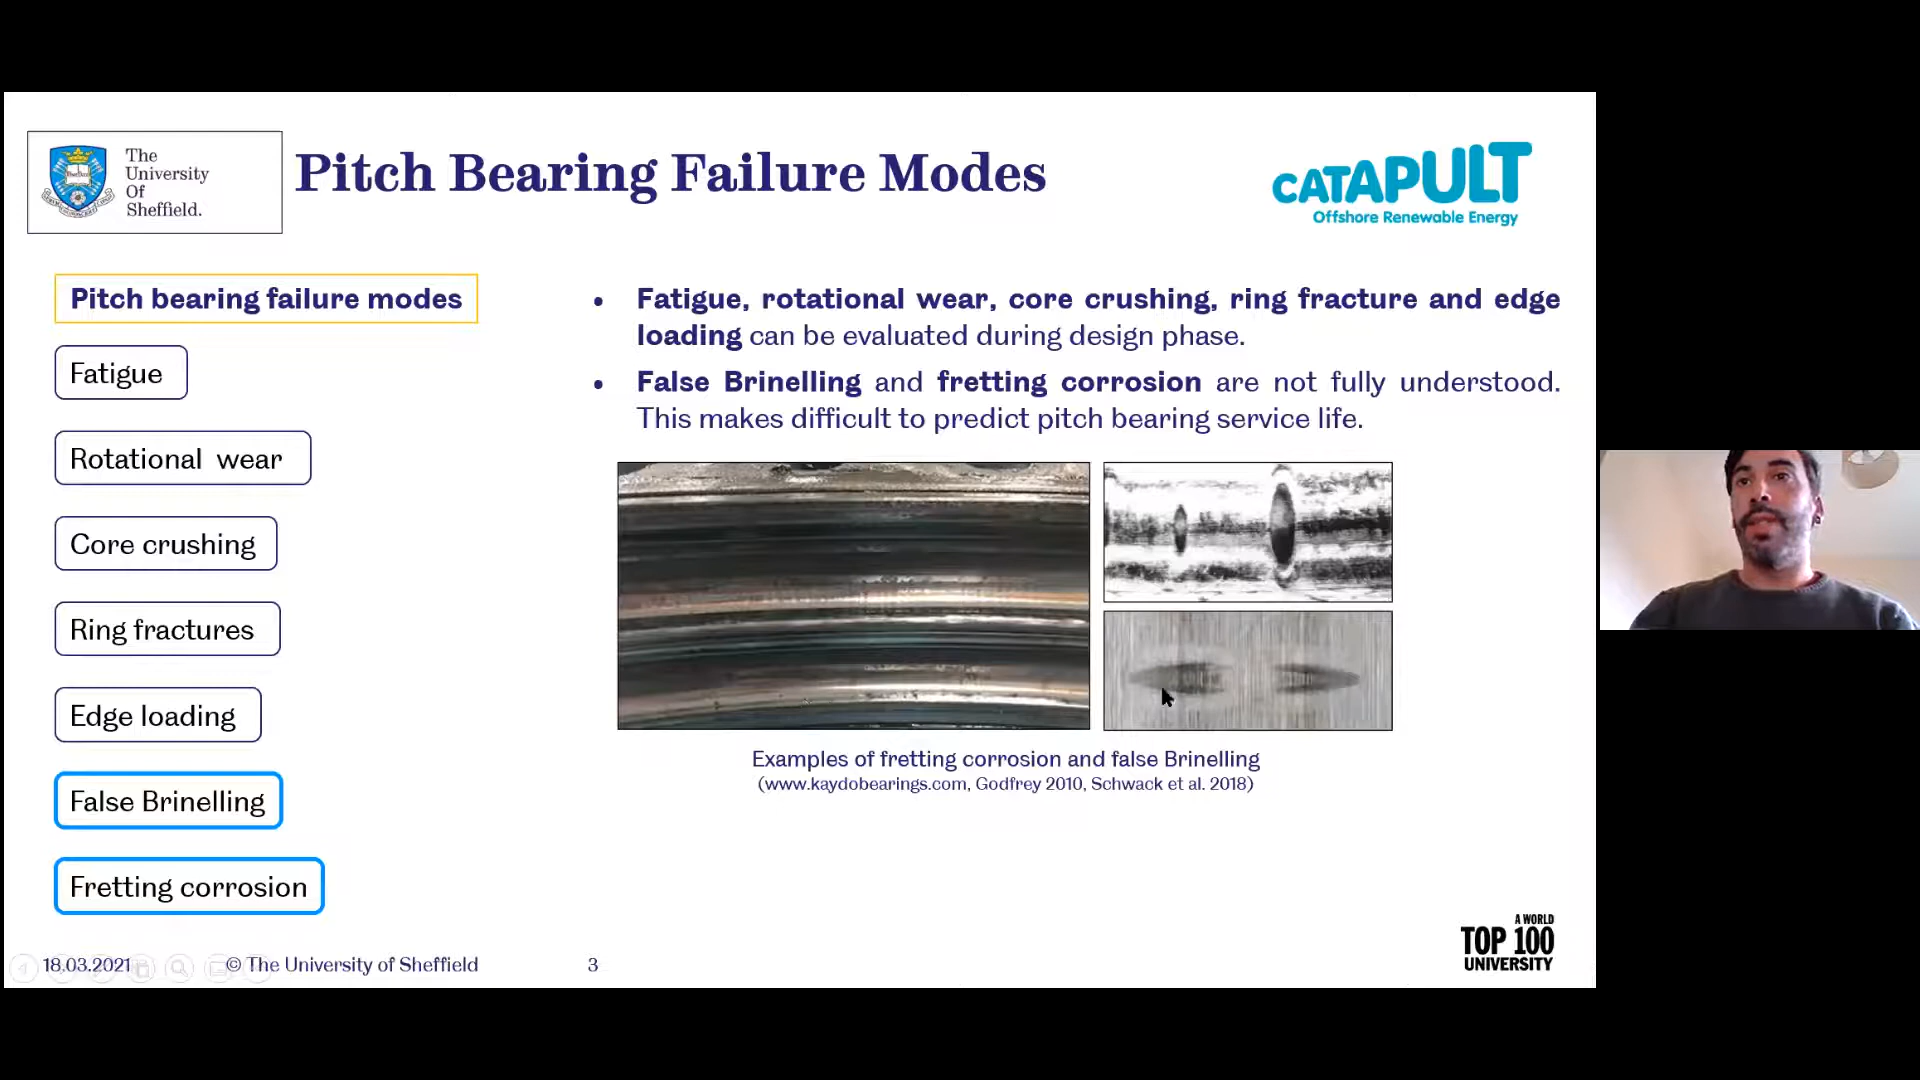 The
University
Of
Sheffield.
Pitch Bearing Failure Modes
CATAPULT
Offshore Renewable Energy
Pitch bearing failure modes
Fatigue
Rotational wear
Core crushing
Ring fractures
Edge loading
False Brinelling
Fretting corrosion
• Fatigue, rotational wear, core crushing, ring fracture and edge
loading can be evaluated during design phase.
• False Brinelling and fretting corrosion are not fully understood.
This makes difficult to predict pitch bearing service life.
Examples of fretting corrosion and false Brinelling
(www.kaydobearings.com, Godfrey 2010, Schwack et al. 2018)
18.03.2021
© The University of Sheffield
3
A WORLD
TOP 100
UNIVERSITY